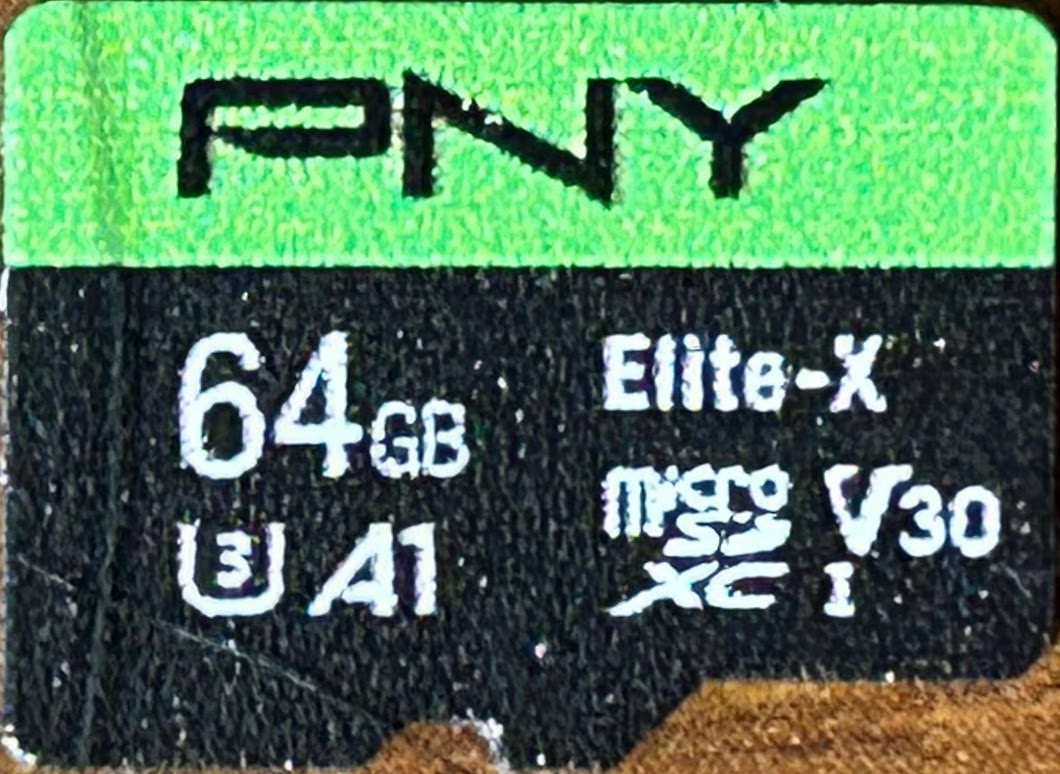 PNY
64GB Elite-X
micro SD XC I V30
U3 A1